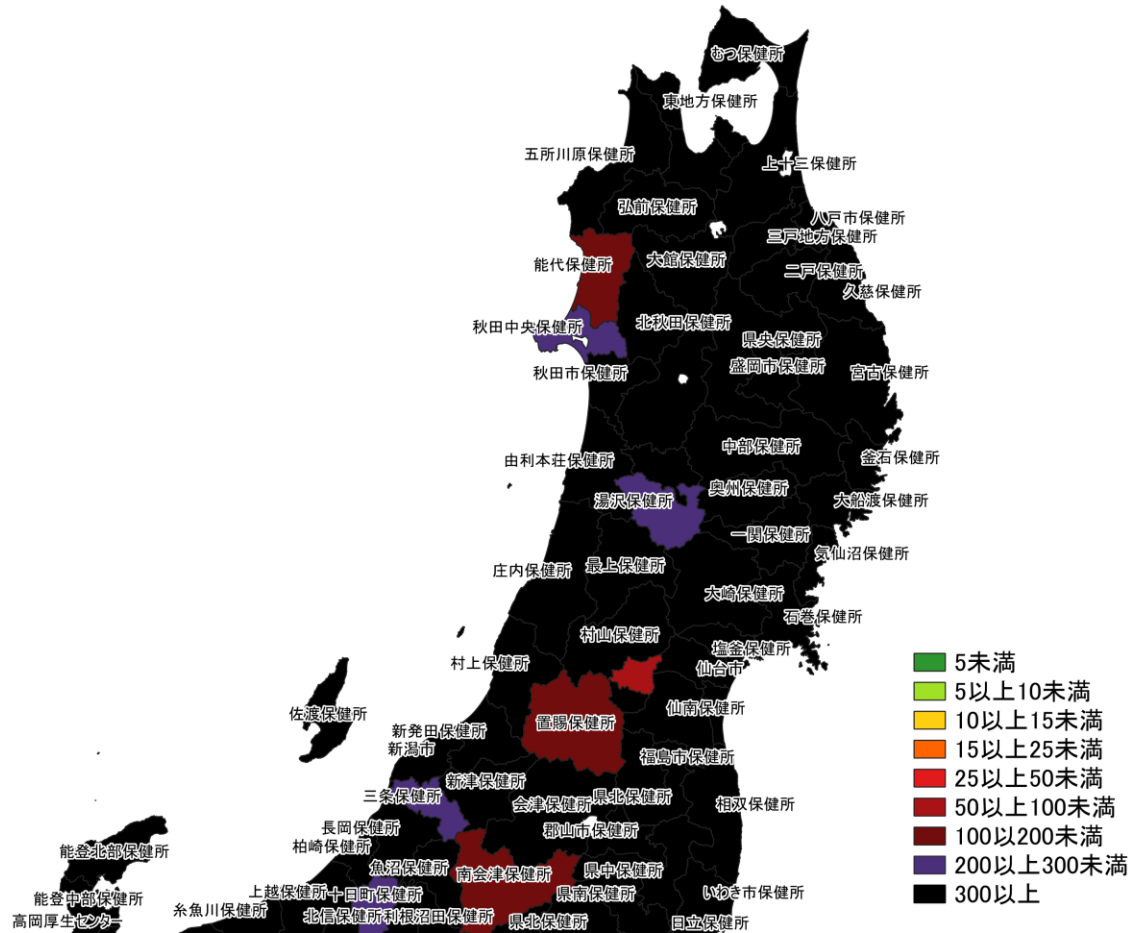 むつ保健所
東地方保健所
五所川原保健所
上十三保健所
弘前保健所
八戸市保健所
三戸地方保健所
能代保健所
大館保健所
二戸保健所
久慈保健所
秋田中央保健所
北秋田保健所
県央保健所
盛岡市保健所
秋田市保健所
宮古保健所
中部保健所
由利本荘保健所
釜石保健所
湯沢保健所
奥州保健所
大船渡保健所
一関保健所
気仙沼保健所
庄内保健所
最上保健所
大崎保健所
石巻保健所
村山保健所
塩釜保健所
村上保健所
仙台市
佐渡保健所
仙南保健所
置賜保健所
新発田保健所
新潟市
福島市保健所
新津保健所
三条保健所
会津保健所
県北保健所
相双保健所
長岡保健所
郡山市保健所
柏崎保健所
能登北部保健所
魚沼保健所
南会津保健所
県中保健所
上越保健所
十日町保健所
県南保健所
いわき市保健所
能登中部保健所
糸魚川保健所
北信保健所
利根沼田保健所
県北保健所
日立保健所
高岡厚生センター
5未満
5以上10未満
10以上15未満
15以上25未満
25以上50未満
50以上100未満
100以200未満
200以上300未満
300以上